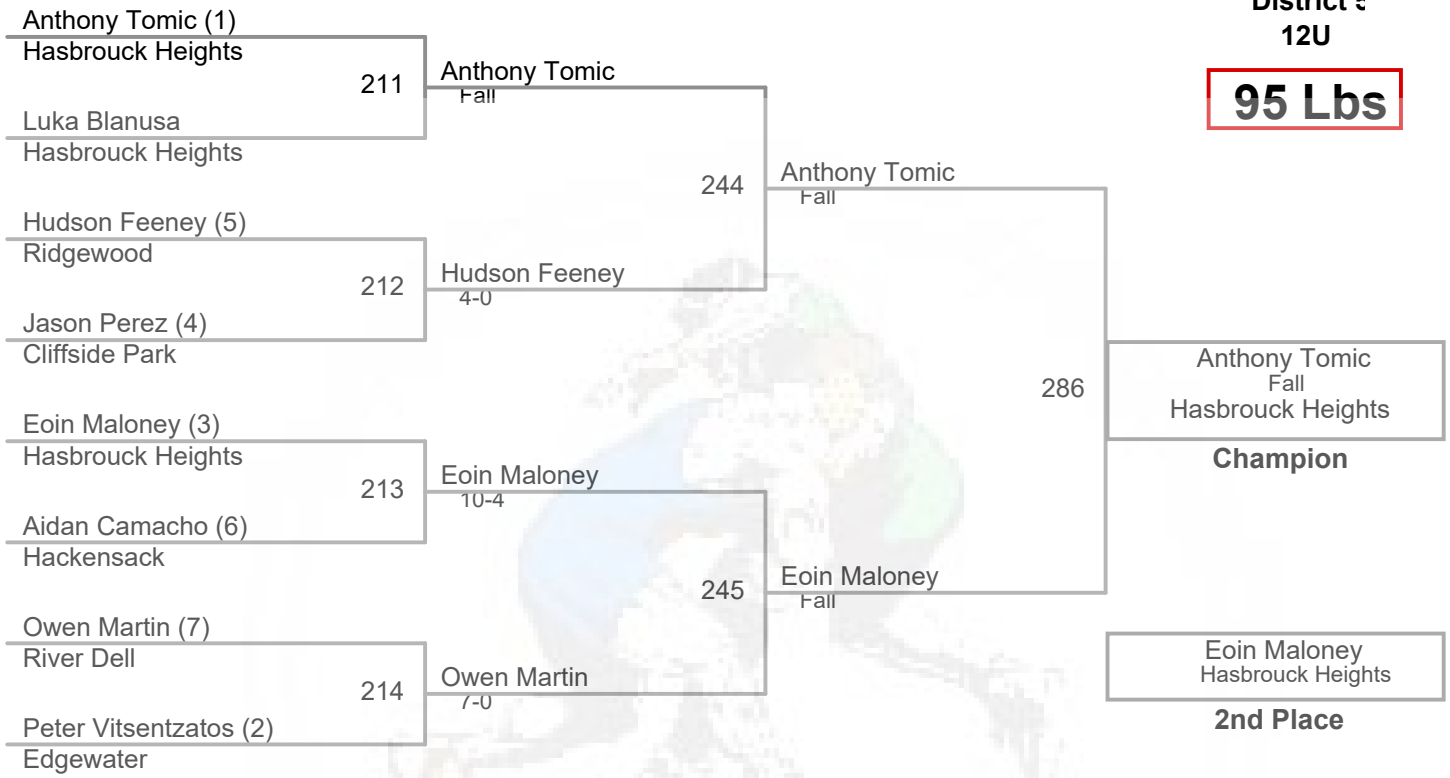 District
12U
95 Lbs
Anthony Tomic (1)
Hasbrouck Heights
211
Luka Blanusa
Hasbrouck Heights
Hudson Feeney (5)
Ridgewood
212
Jason Perez (4)
Cliffside Park
Eoin Maloney (3)
Hasbrouck Heights
213
Aidan Camacho (6)
Hackensack
Owen Martin (7)
River Dell
214
Peter Vitsentzatos (2)
Edgewater
Anthony Tomic
Fall
244
Hudson Feeney
4-0
Eoin Maloney
10-4
245
Owen Martin
7-0
Anthony Tomic
Fall
286
Eoin Maloney
Fall
Anthony Tomic
Fall
Hasbrouck Heights
Champion
Eoin Maloney
Hasbrouck Heights
2nd Place